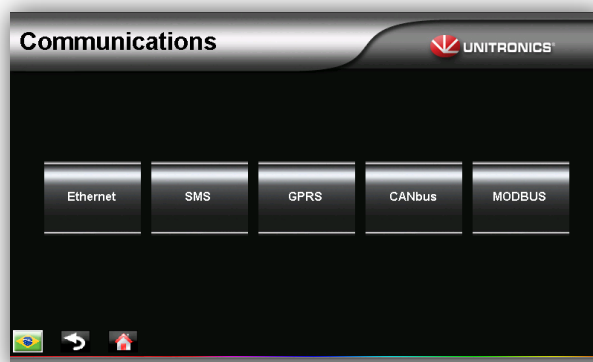 Communications
UNITRONICS®
Ethernet
SMS
GPRS
CANbus
MODBUS